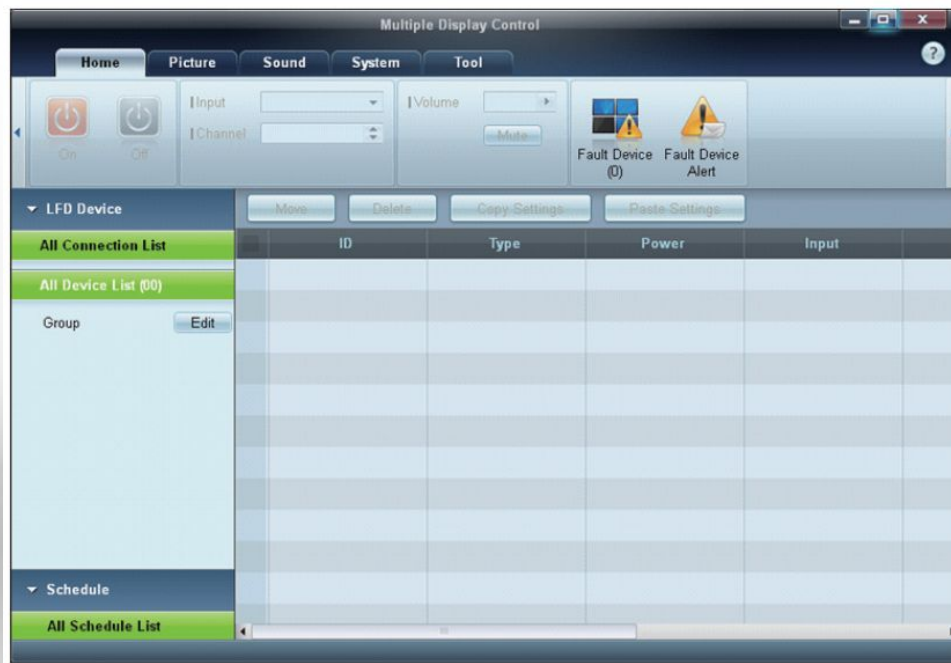 Multiple Display Control
Home Picture Sound System Tool
?
Input
Volume
Channel
Mute
On Off
Fault Device (0)
Fault Device Alert
LFD Device
Move Delete Copy Settings Paste Settings
All Connection List
ID Type Power Input
All Device List (00)
Group Edit
Schedule
All Schedule List